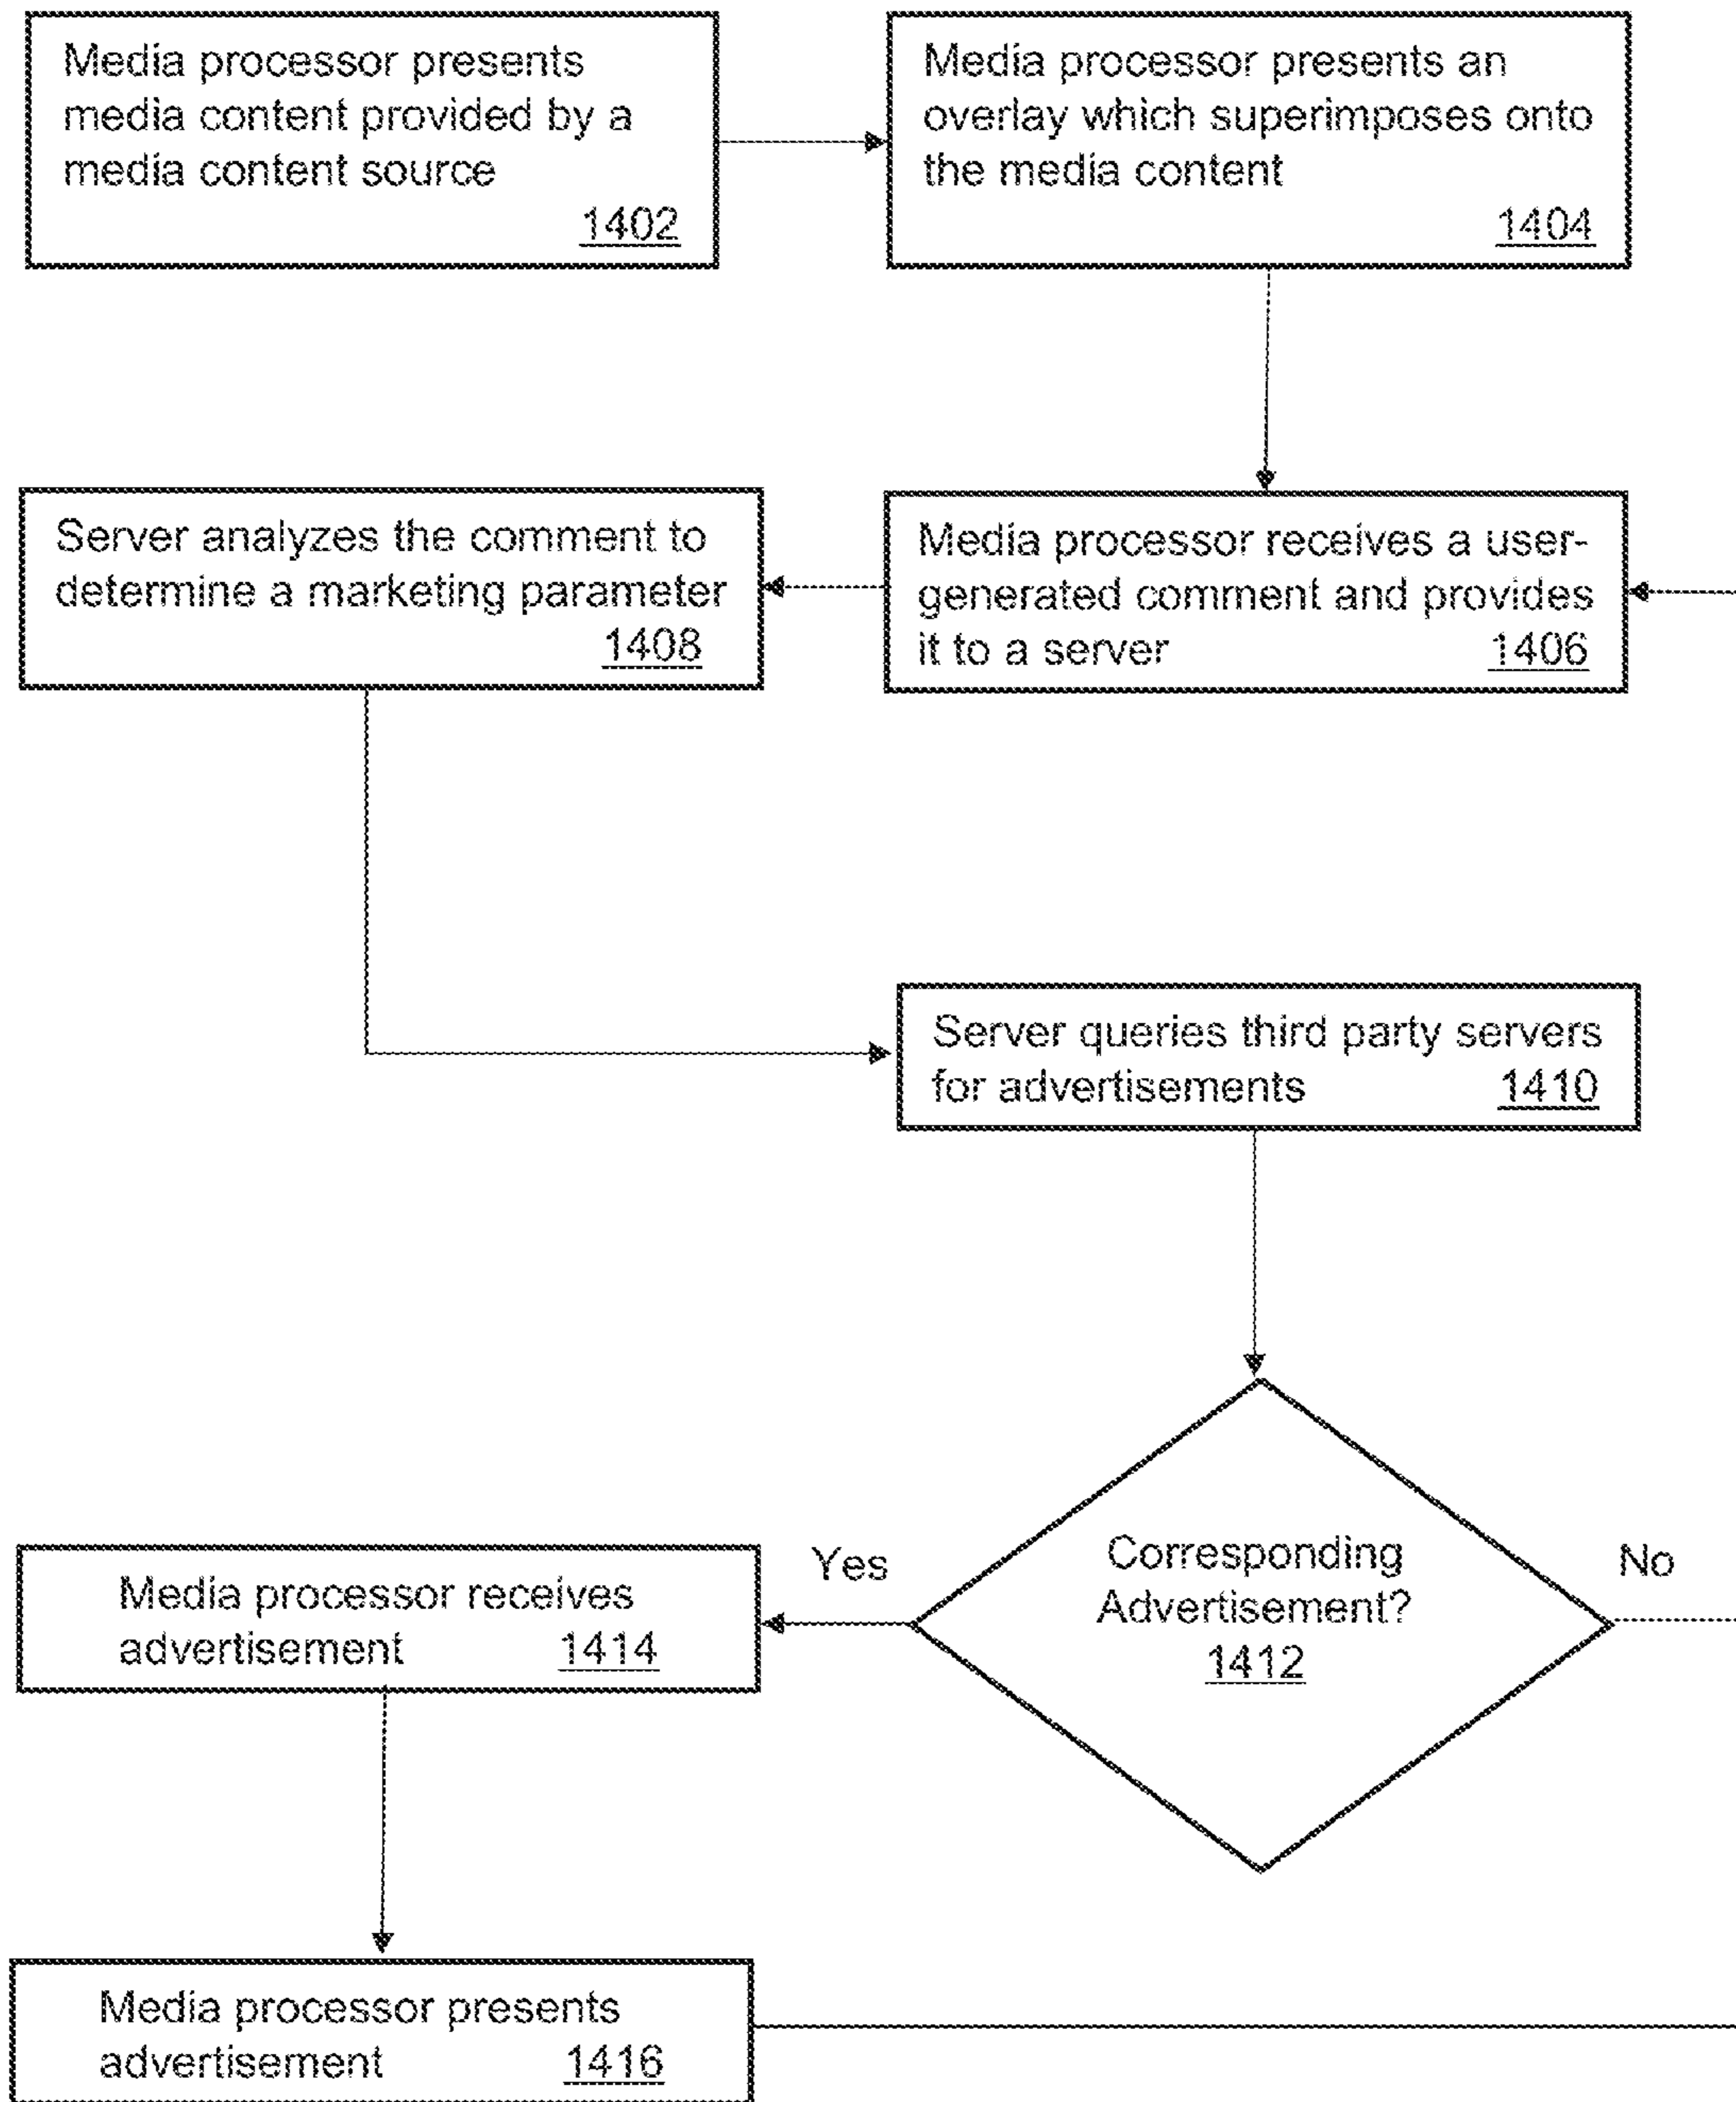 Media processor presents
media content provided by a
media content source
1402
Media processor presents an
overlay which superimposes onto
the media content
1404
Server analyzes the comment to
determine a marketing parameter
1408
Media processor receives a user-
generated comment and provides
it to a server 1406
Server queries third party servers
for advertisements 1410
Corresponding
Advertisement?
1412
Yes
No
Media processor receives
advertisement 1414
Media processor presents
advertisement 1416